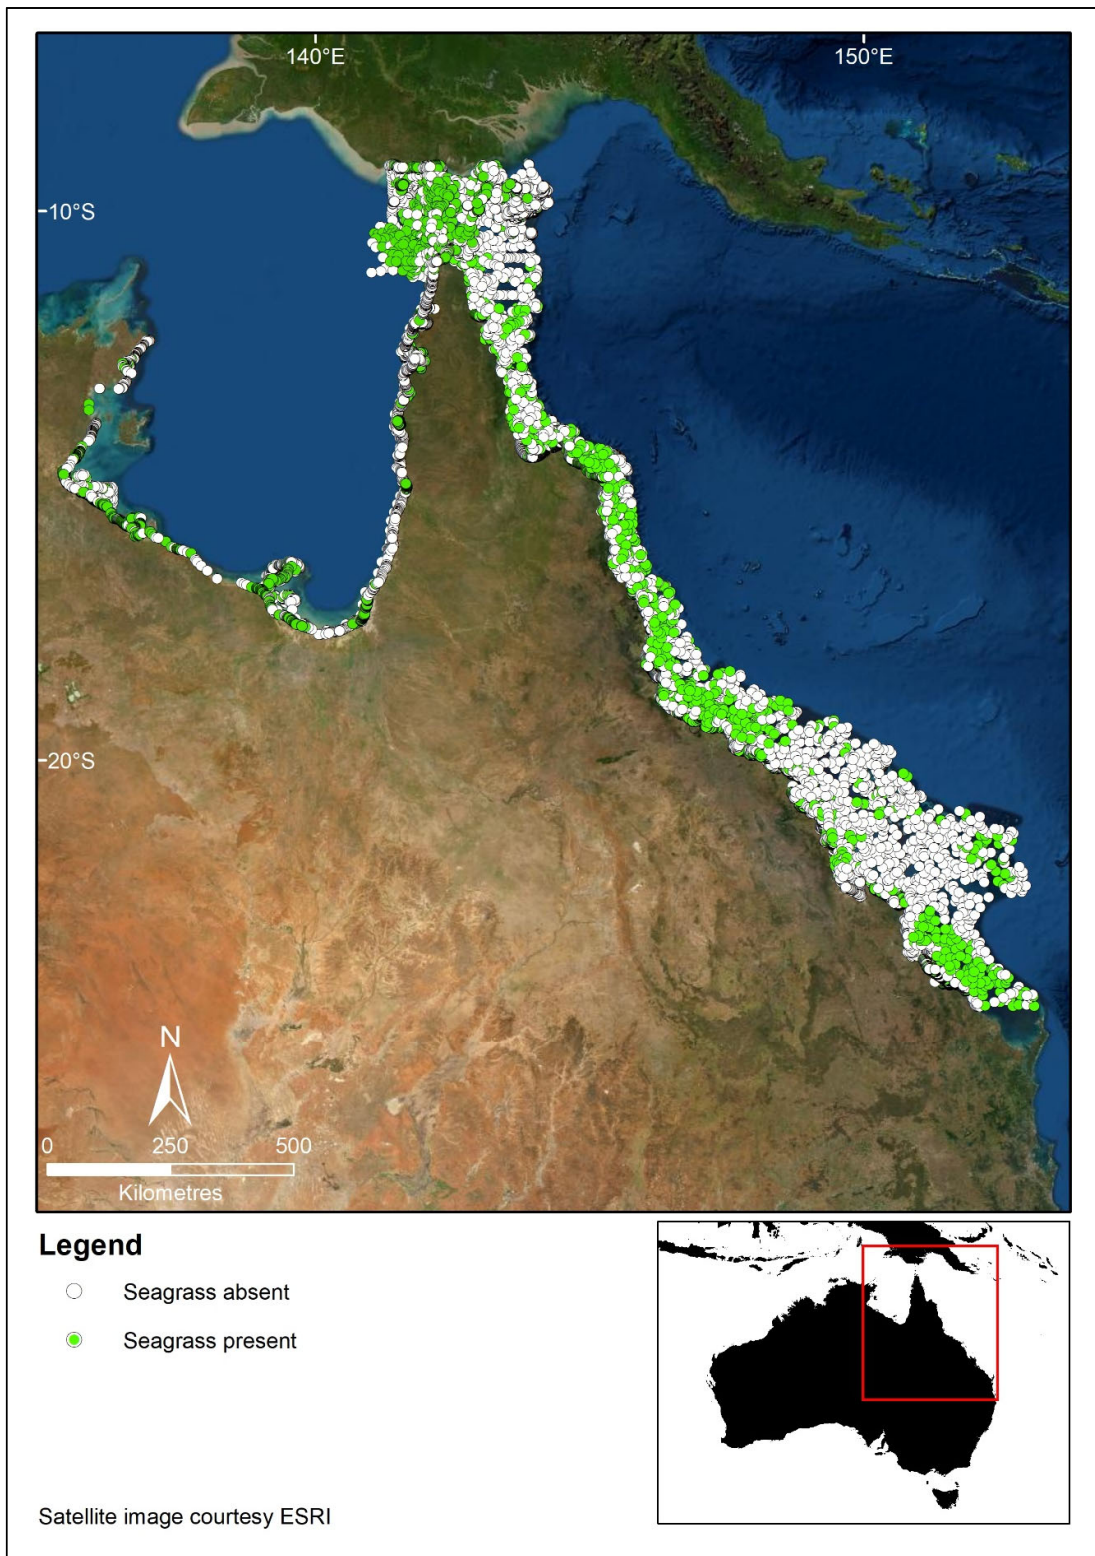 140°E
150°E
10°S
20°S
N
0 250 500
Kilometres
Legend
Seagrass absent
Seagrass present
Satellite image courtesy ESRI